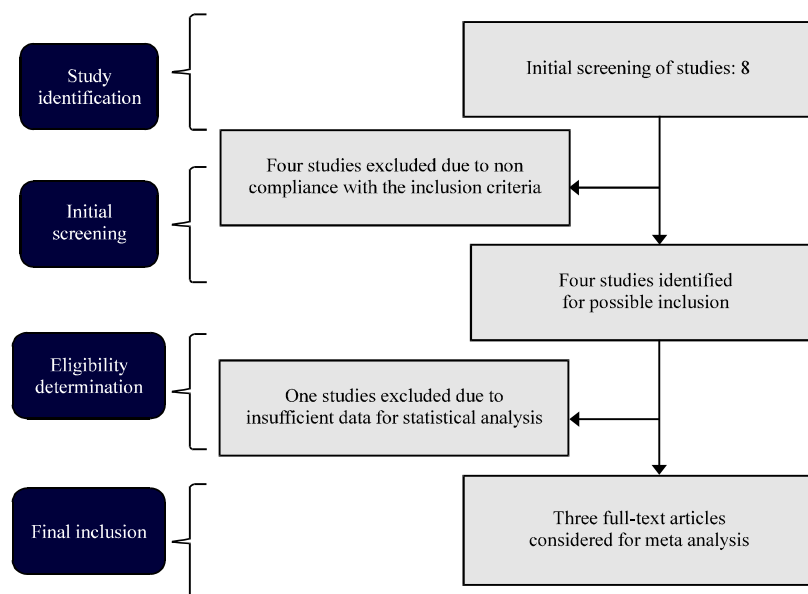 Study
identification
Initial screening of studies: 8
Four studies excluded due to non
compliance with the inclusion criteria
Initial
screening
Four studies identified
for possible inclusion
Eligibility
determination
One studies excluded due to
insufficient data for statistical analysis
Final inclusion
Three full-text articles
considered for meta analysis